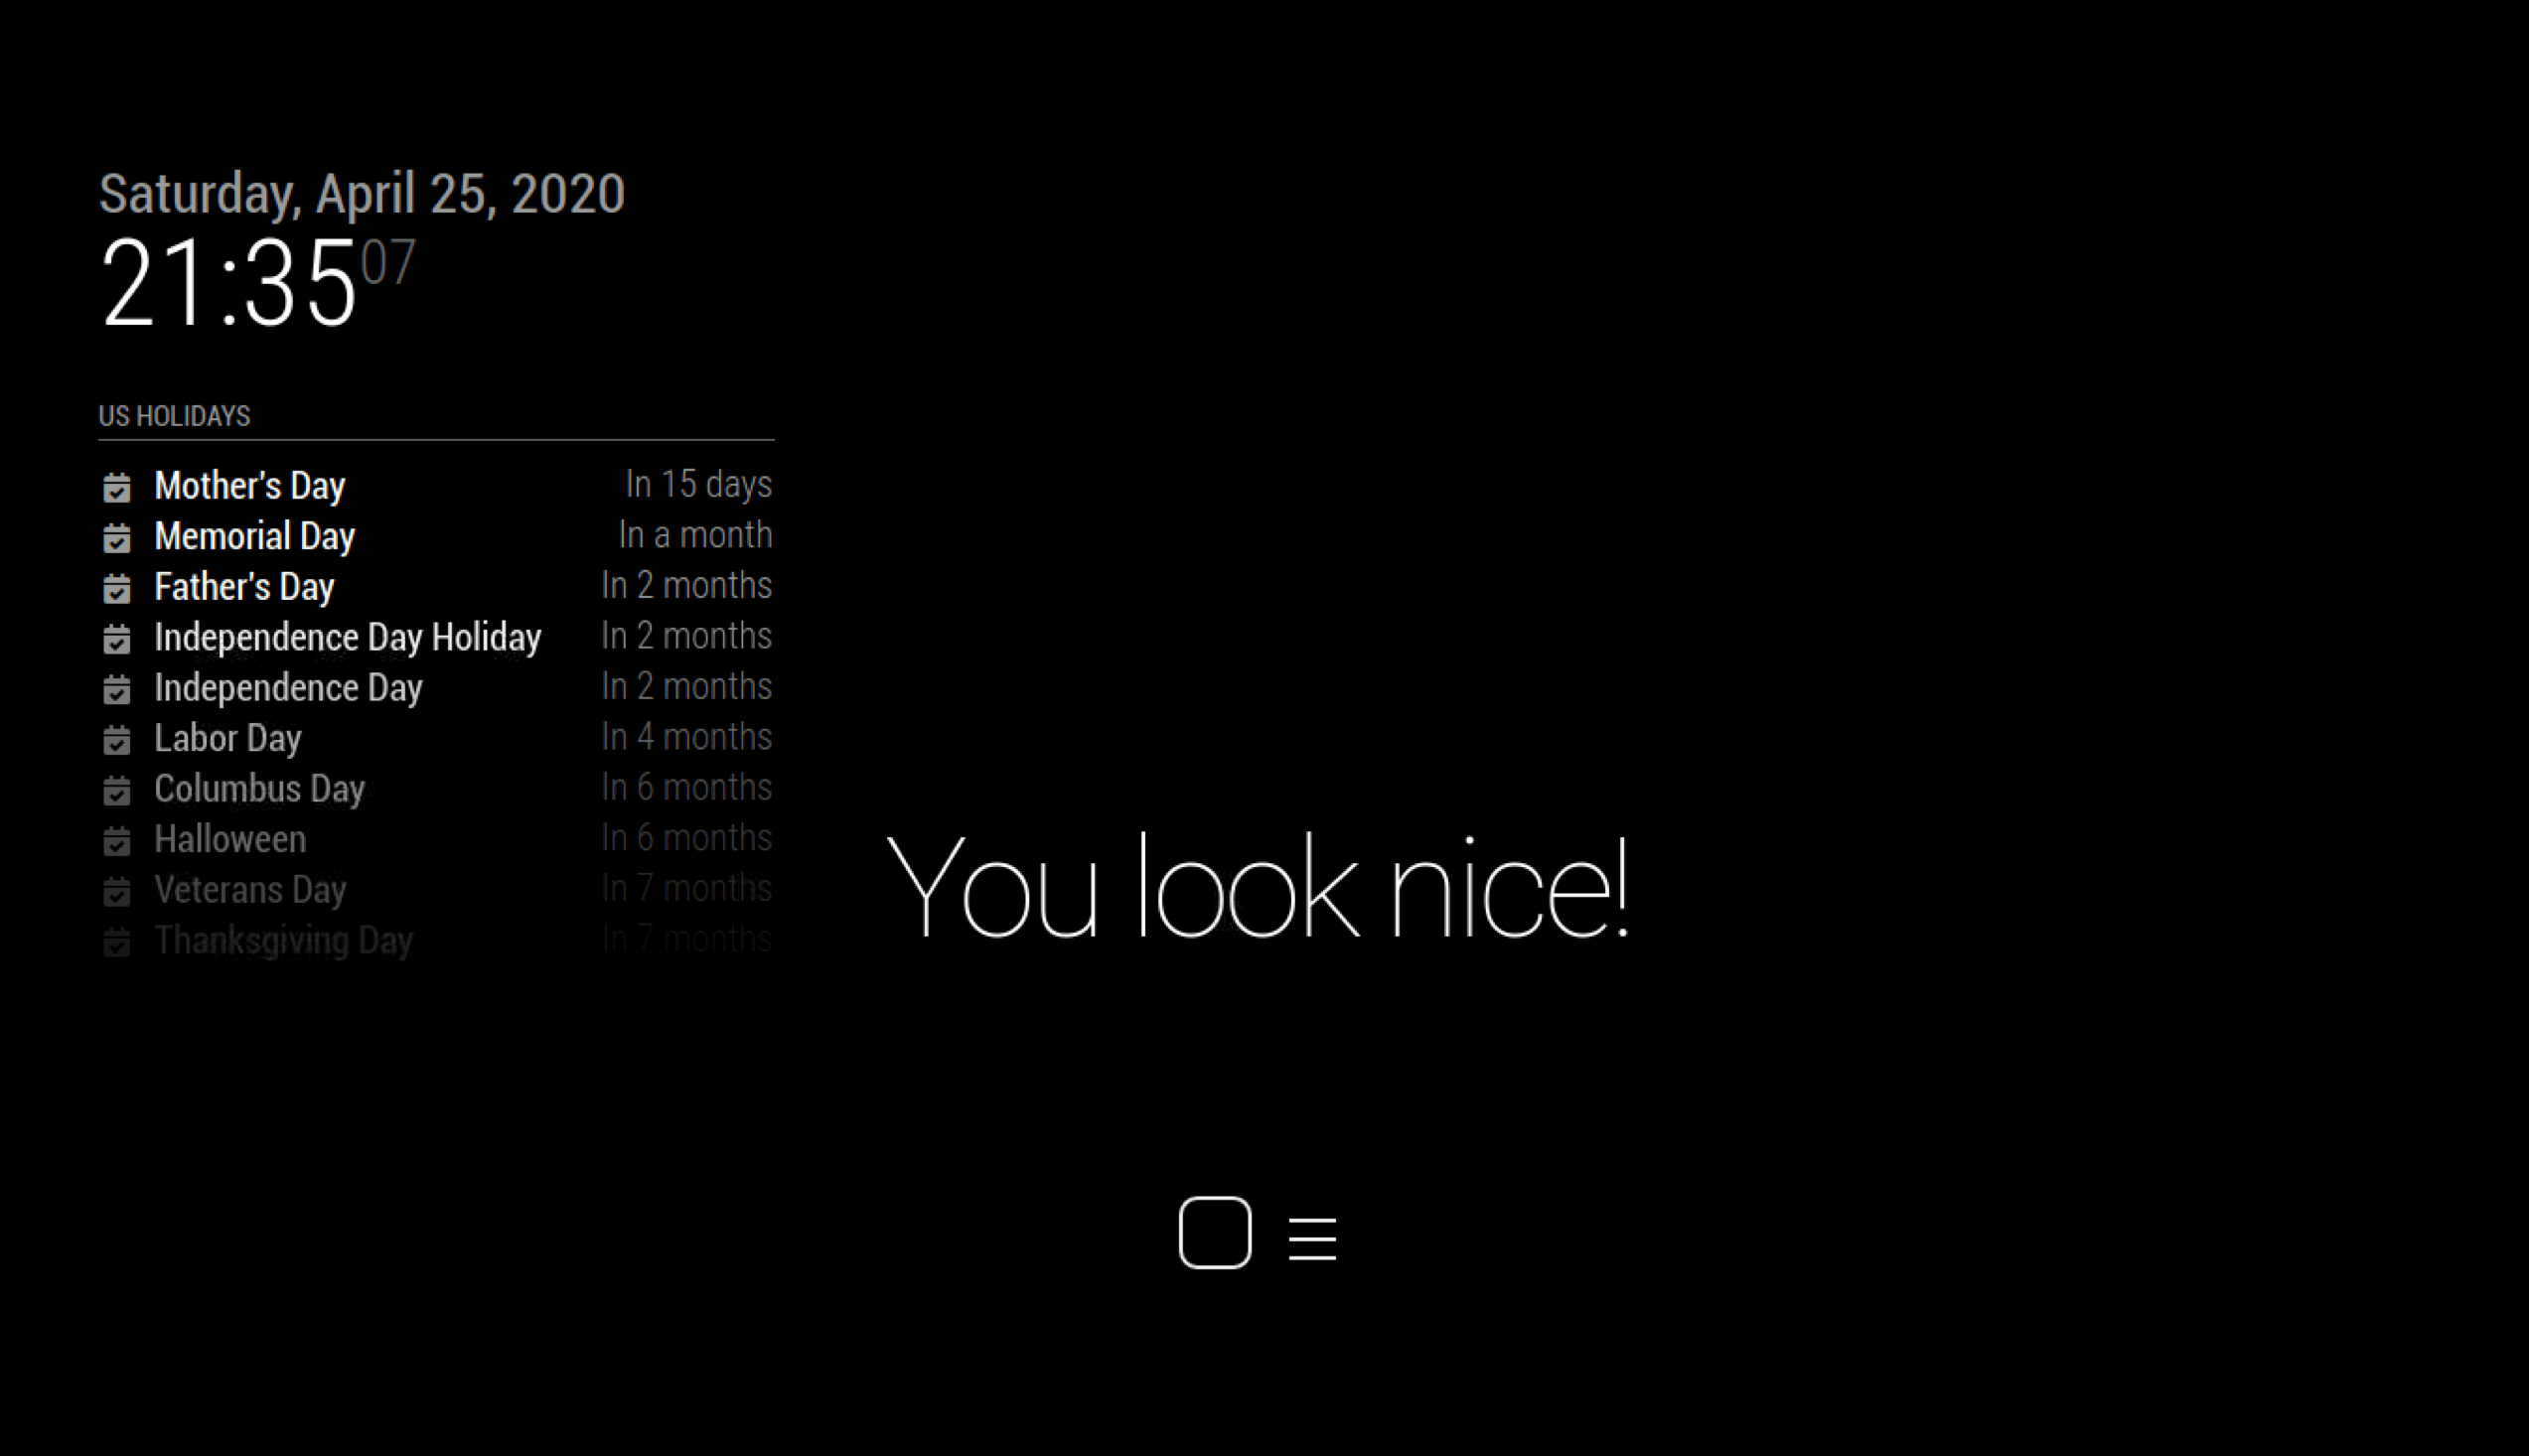 Saturday, April 25, 2020
21:35 07
US HOLIDAYS
Mother's Day In 15 days
Memorial Day In a month
Father's Day In 2 months
Independence Day Holiday In 2 months
Independence Day In 2 months
Labor Day In 4 months
Columbus Day In 6 months
Halloween In 6 months
Veterans Day In 7 months
Thanksgiving Day In 7 months
You look nice!